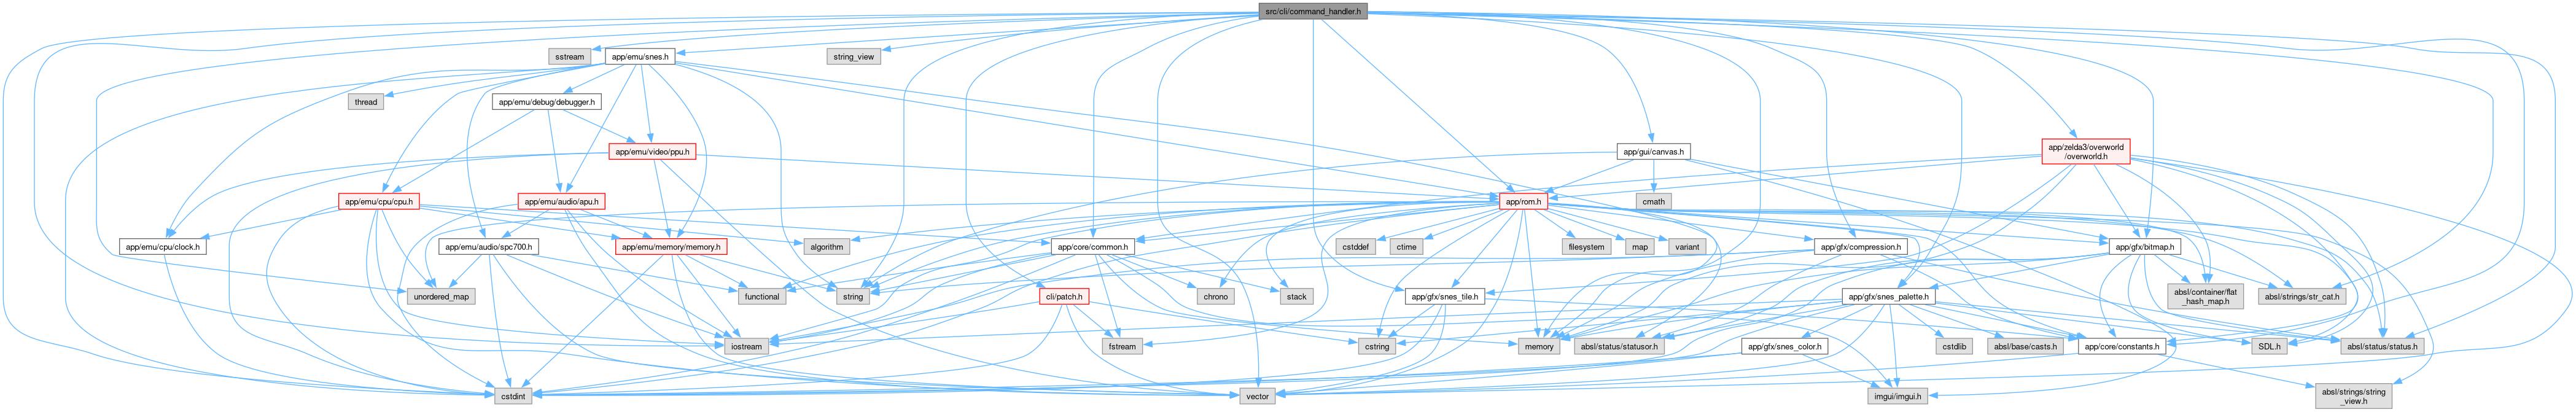 src/cli/command_handler.h
sstream
app/emu/snes.h
string_view
thread
app/emu/debug/debugger.h
app/emu/video/ppu.h
app/gui/canvas.h
app/zelda3/overworld
/overworld.h
app/emu/cpu/cpu.h
app/emu/audio/apu.h
cmath
app/rom.h
app/emu/cpu/clock.h
app/emu/audio/spc700.h
app/emu/memory/memory.h
algorithm
app/core/common.h
cstddef
ctime
filesystem
map
variant
app/gfx/compression.h
app/gfx/bitmap.h
unordered_map
functional
string
cli/patch.h
chrono
stack
app/gfx/snes_tile.h
app/gfx/snes_palette.h
absl/container/flat
_hash_map.h
absl/strings/str_cat.h
iostream
fstream
cstring
memory
absl/status/statusor.h
app/gfx/snes_color.h
cstdlib
absl/base/casts.h
app/core/constants.h
SDL.h
absl/status/status.h
cstdint
vector
imgui/imgui.h
absl/strings/string
_view.h